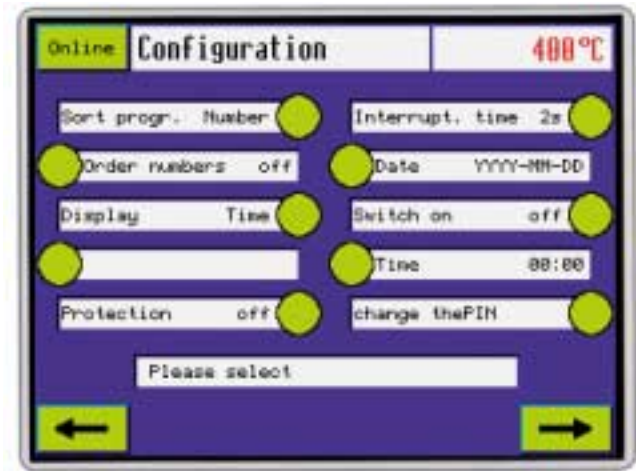 Online Configuration 400°C
Sort progr. Number
Interrupt. time 2s
Order numbers off
Date YYYY-MM-DD
Display Time
Switch on off
Time 00:00
Protection off
change thePIN
Please select